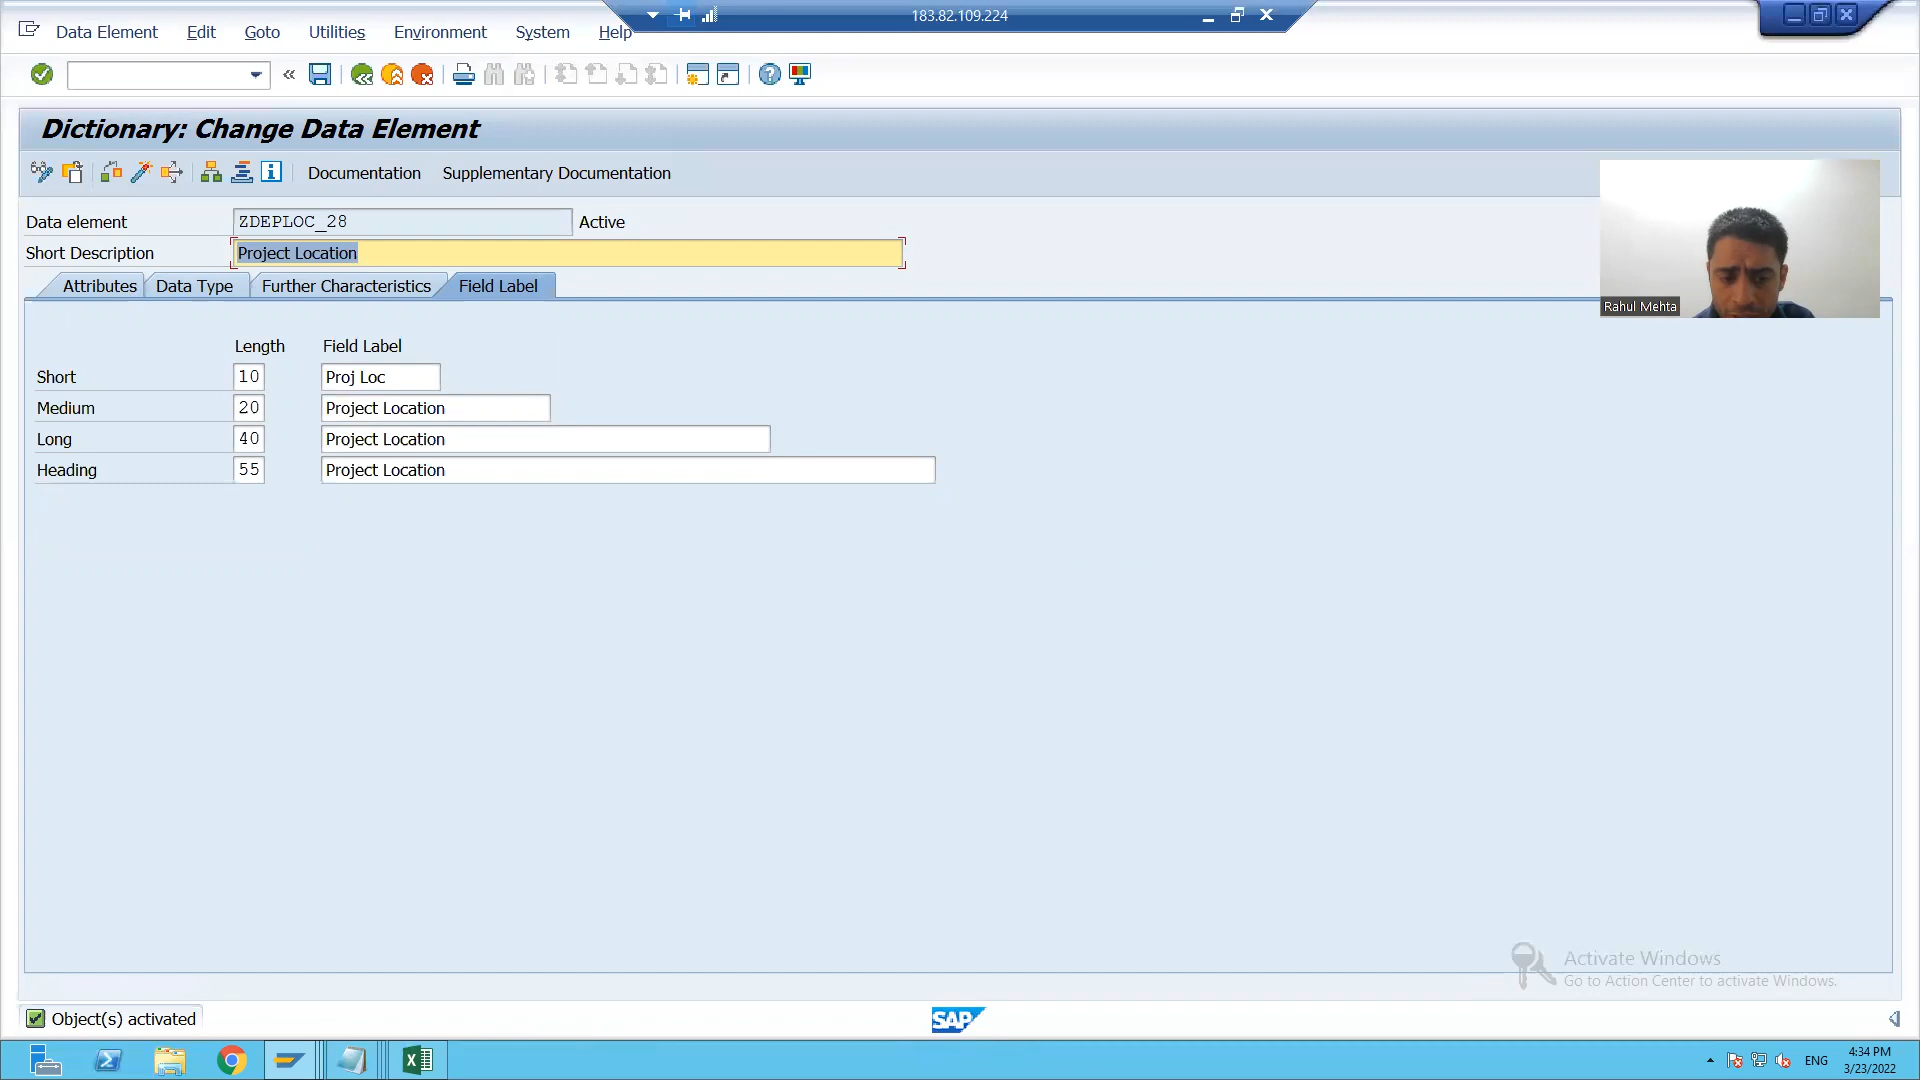 183.82.109.224
Data Element Edit Goto Utilities Environment System Help
Dictionary: Change Data Element
Documentation Supplementary Documentation
Data element ZDEPLOC_28 Active
Short Description Project Location
Attributes Data Type Further Characteristics Field Label
Rahul Mehta
Length Field Label
Short 10 Proj Loc
Medium 20 Project Location
Long 40 Project Location
Heading 55 Project Location
Activate Windows
Go to Action Center to activate Windows.
Object(s) activated
SAP
ENG
4:34 PM
3/23/2022